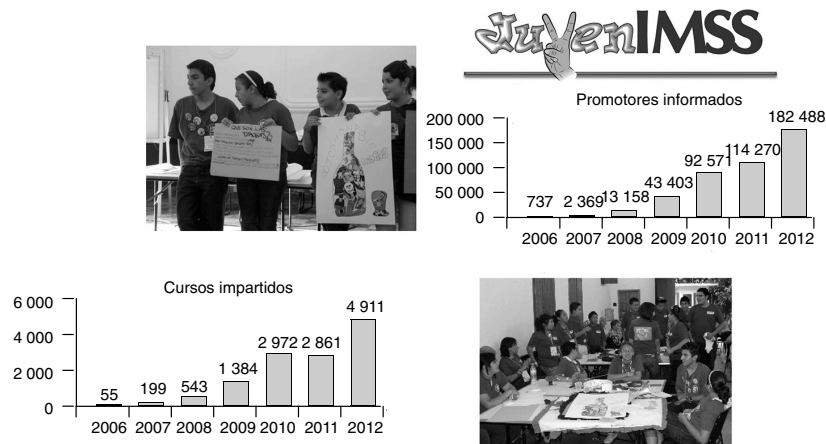 JuvenIMSS
Promotores informados
200 000
150 000
100 000
50 000
0
737 2 369 13 158 43 403 92 571 114 270 182 488
2006 2007 2008 2009 2010 2011 2012
Cursos impartidos
6 000
4 000
2 000
0
55 199 543 1 384 2 972 2 861 4 911
2006 2007 2008 2009 2010 2011 2012